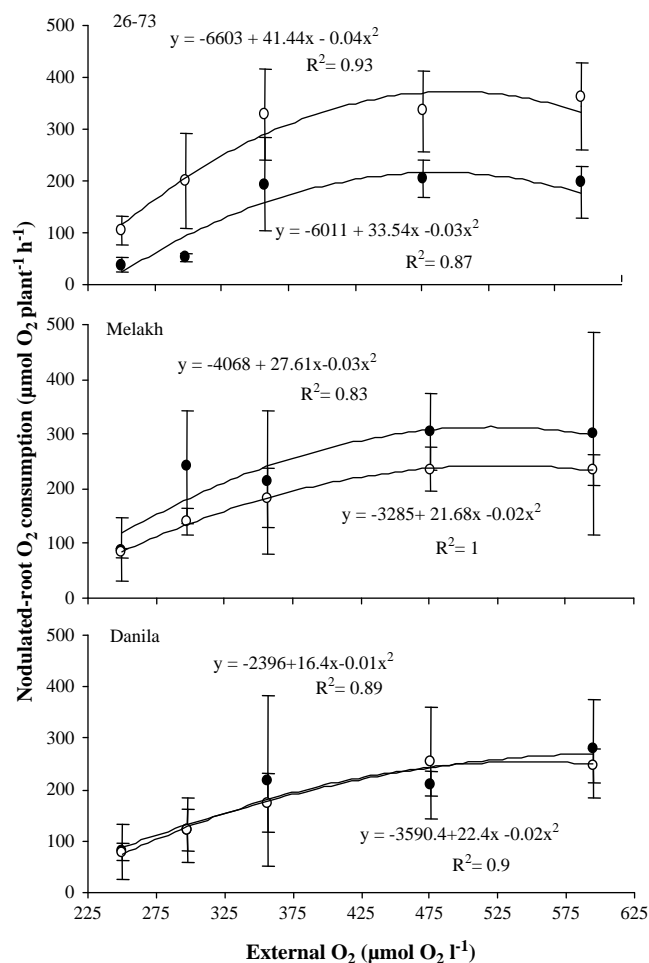 26-73
500
400
300
200
100
0
y = -6603 + 41.44x - 0.04x²
R²= 0.93
y = -6011 + 33.54x -0.03x²
R²= 0.87
Melakh
500
400
300
200
100
0
y = -4068 + 27.61x-0.03x²
R²= 0.83
y = -3285+ 21.68x -0.02x²
R²= 1
Danila
500
400
300
200
100
0
y = -2396+16.4x-0.01x²
R²= 0.89
y = -3590.4+22.4x -0.02x²
R²= 0.9
225 275 325 375 425 475 525 575 625
External O₂ (µmol O₂ l⁻¹)
Nodulated-root O₂ consumption (µmol O₂ plant⁻¹ h⁻¹)